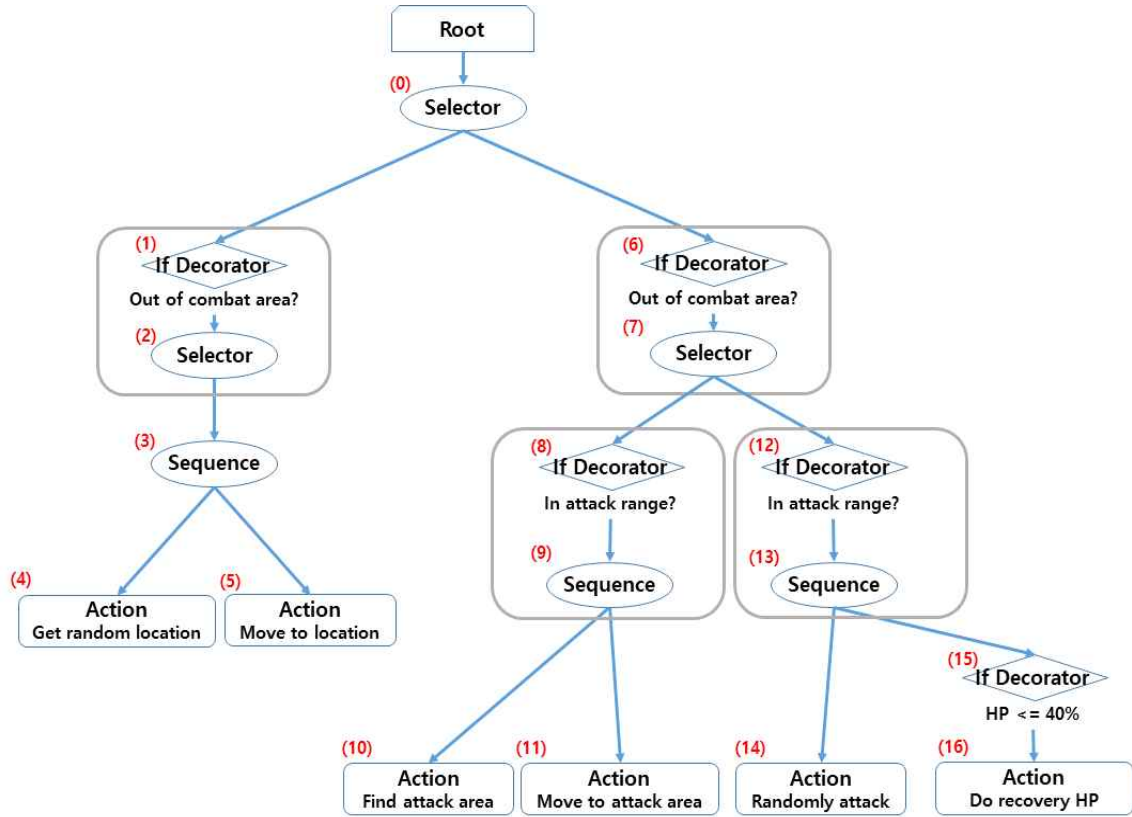 Root
(0)
Selector
(1)
If Decorator
Out of combat area?
(2)
Selector
(3)
Sequence
(4)
Action
Get random location
(5)
Action
Move to location
(6)
If Decorator
Out of combat area?
(7)
Selector
(8)
If Decorator
In attack range?
(9)
Sequence
(10)
Action
Find attack area
(11)
Action
Move to attack area
(12)
If Decorator
In attack range?
(13)
Sequence
(14)
Action
Randomly attack
(15)
If Decorator
HP <= 40%
(16)
Action
Do recovery HP